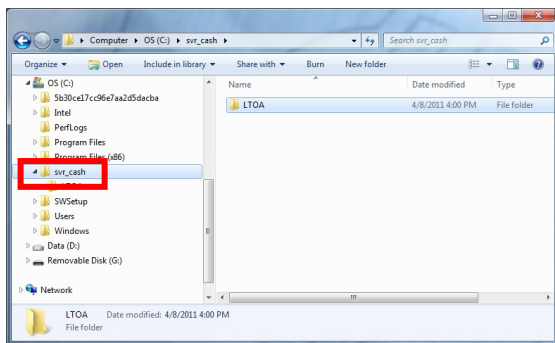 Computer ▸ OS (C:) ▸ svr_cash ▸
Search svr_cash
Organize ▾ Open Include in library ▾ Share with ▾ Burn New folder
OS (C:)
5b30ce17cc96e7aa2d5dacba
Intel
PerfLogs
Program Files
Program Files (x86)
svr_cash
SWSetup
Users
Windows
Data (D:)
Removable Disk (G:)
Network
Name Date modified Type
LTOA 4/8/2011 4:00 PM File folder
LTOA Date modified: 4/8/2011 4:00 PM
File folder